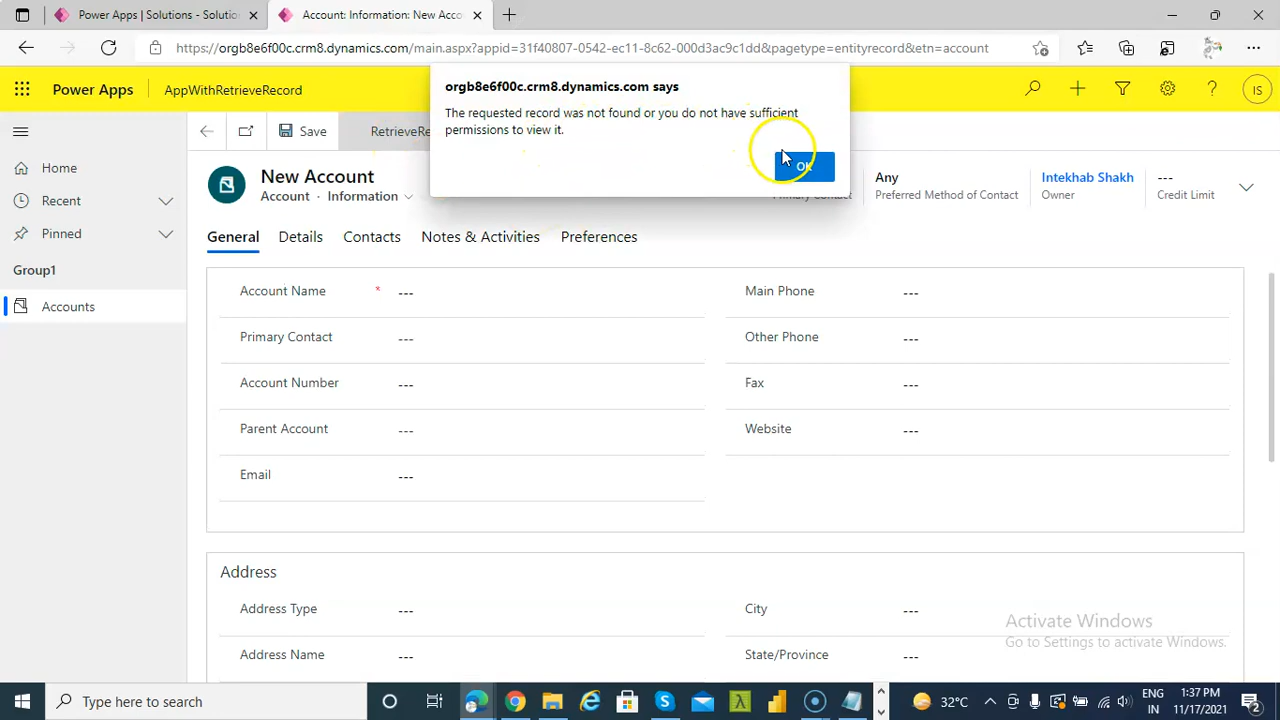 Power Apps | Solutions - Solutio
Account: Information: New Acco
https://orgb8e6f00c.crm8.dynamics.com/main.aspx?appid=31f40807-0542-ec11-8c62-000d3ac9c1dd&pagetype=entityrecord&etn=account
Power Apps
AppWithRetrieveRecord
IS
orgb8e6f00c.crm8.dynamics.com says
The requested record was not found or you do not have sufficient
permissions to view it.
OK
Save
RetrieveRe
Home
Recent
Pinned
Group1
Accounts
New Account
Account · Information
Primary Contact
Any
Preferred Method of Contact
Intekhab Shakh
Owner
---
Credit Limit
General
Details
Contacts
Notes & Activities
Preferences
Account Name * ---
Main Phone ---
Primary Contact ---
Other Phone ---
Account Number ---
Fax ---
Parent Account ---
Website ---
Email ---
Address
Address Type ---
City ---
Address Name ---
State/Province ---
Activate Windows
Go to Settings to activate Windows.
Type here to search
32°C
ENG
IN
1:37 PM
11/17/2021
2